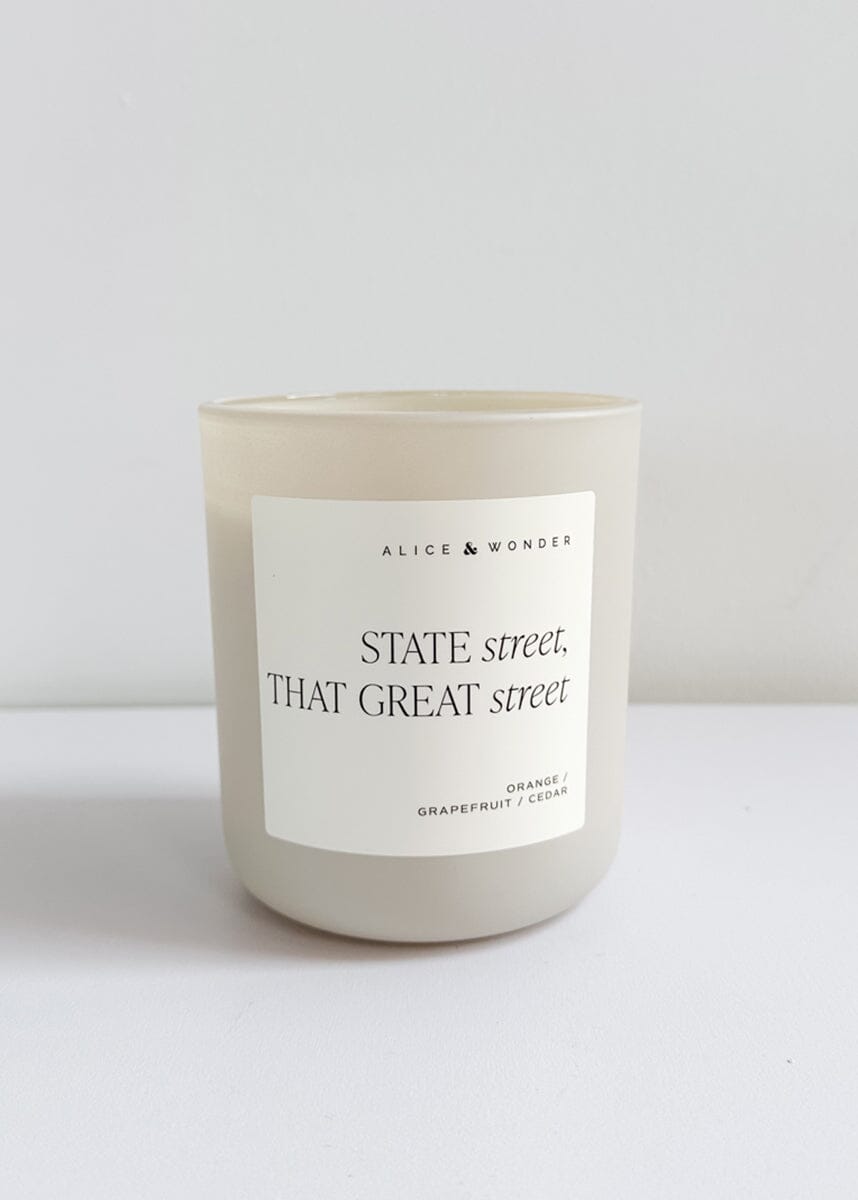 ALICE & WONDER
STATE street,
THAT GREAT street
ORANGE /
GRAPEFRUIT / CEDAR